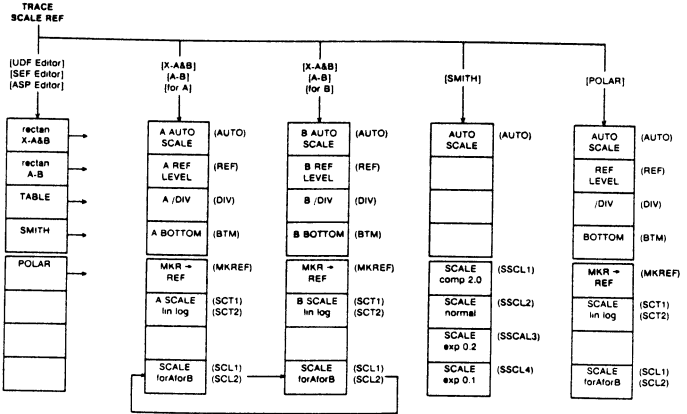 TRACE
SCALE REF
[UDF Editor]
[SEF Editor]
[ASP Editor]
rectan
X-A&B
rectan
A-B
TABLE
SMITH
POLAR
[X-A&B]
[A-B]
[for A]
A AUTO
SCALE
(AUTO)
A REF
LEVEL
(REF)
A /DIV
(DIV)
A BOTTOM
(BTM)
MKR →
REF
(MKREF)
A SCALE
lin log
(SCT1)
(SCT2)
SCALE
forAforB
(SCL1)
(SCL2)
[X-A&B]
[A-B]
[for B]
B AUTO
SCALE
(AUTO)
B REF
LEVEL
(REF)
B /DIV
(DIV)
B BOTTOM
(BTM)
MKR →
REF
(MKREF)
B SCALE
lin log
(SCT1)
(SCT2)
SCALE
forAforB
(SCL1)
(SCL2)
[SMITH]
AUTO
SCALE
(AUTO)
SCALE
comp 2.0
(SSCL1)
SCALE
normal
(SSCL2)
SCALE
exp 0.2
(SSCAL3)
SCALE
exp 0.1
(SSCL4)
[POLAR]
AUTO
SCALE
(AUTO)
REF
LEVEL
(REF)
/DIV
(DIV)
BOTTOM
(BTM)
MKR →
REF
(MKREF)
SCALE
lin log
(SCT1)
(SCT2)
SCALE
forAforB
(SCL1)
(SCL2)